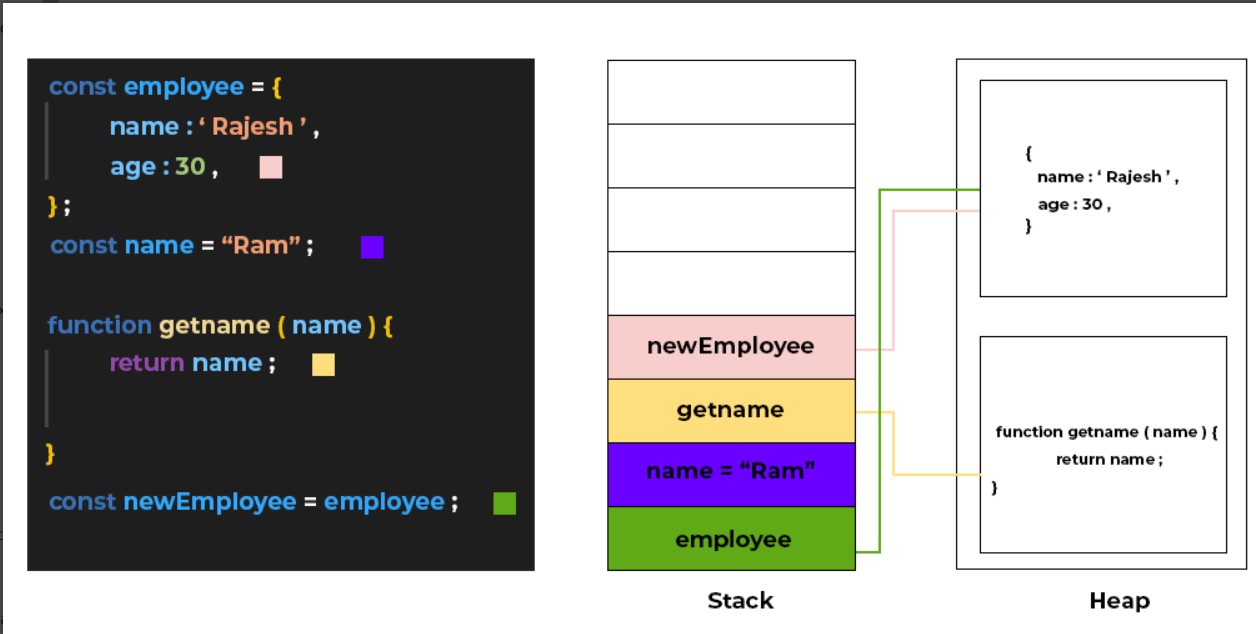 const employee = {
name : ‘ Rajesh ’ ,
age : 30 ,
} ;
const name = “Ram” ;
function getname ( name ) {
return name ;
}
const newEmployee = employee ;
newEmployee
getname
name = “Ram”
employee
Stack
{
name : ‘ Rajesh ’ ,
age : 30 ,
}
function getname ( name ) {
return name ;
}
Heap